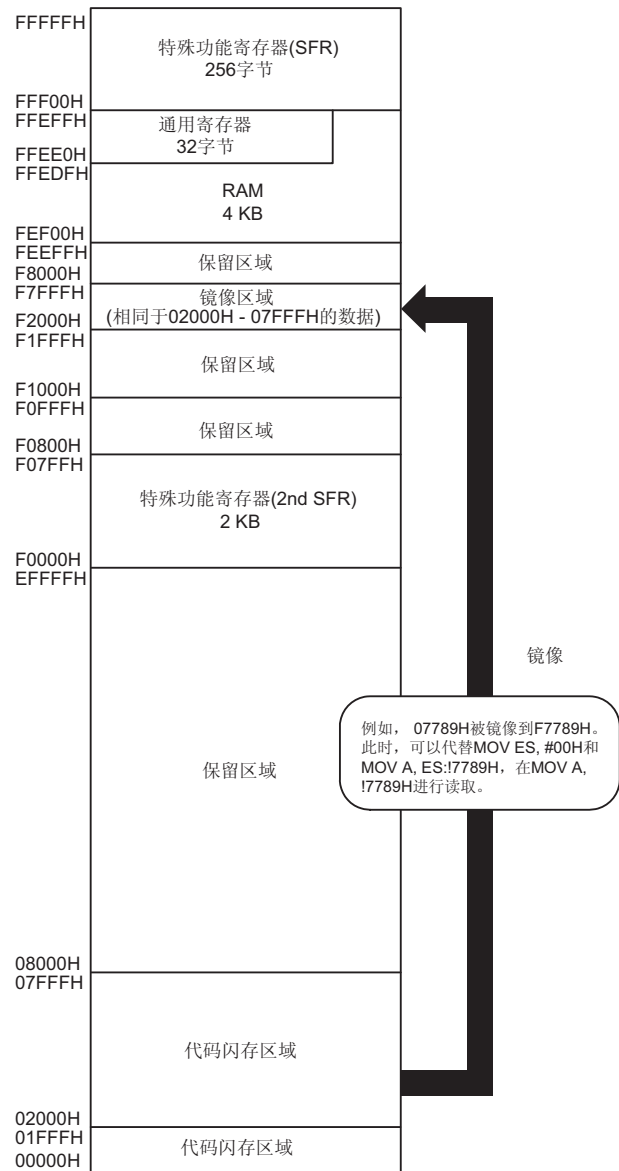 FFFFFH
特殊功能寄存器(SFR)
256字节
FFF00H
FFEFFH
通用寄存器
32字节
FFEE0H
FFEDFH
RAM
4 KB
FEF00H
FEEFFH
保留区域
F8000H
F7FFFH
镜像区域
(相同于02000H - 07FFFH的数据)
F2000H
F1FFFH
保留区域
F1000H
F0FFFH
保留区域
F0800H
F07FFH
特殊功能寄存器(2nd SFR)
2 KB
F0000H
EFFFFH
镜像
例如， 07789H被镜像到F7789H。
此时，可以代替MOV ES, #00H和
MOV A, ES:!7789H，在MOV A,
!7789H进行读取。
保留区域
08000H
07FFFH
代码闪存区域
02000H
01FFFH
代码闪存区域
00000H